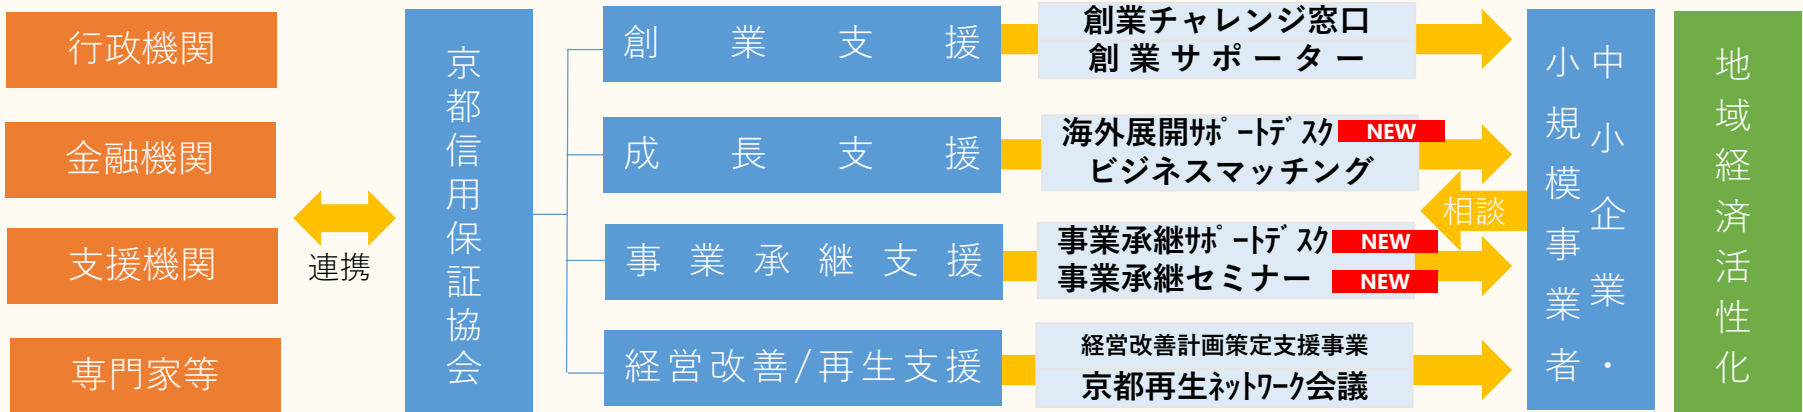 行政機関
金融機関
支援機関
専門家等
連携
京都信用保証協会
創業支援
成長支援
事業承継支援
経営改善/再生支援
創業チャレンジ窓口
創業サポーター
海外展開ｻﾎﾟｰﾄﾃﾞｽｸ NEW
ビジネスマッチング
事業承継ｻﾎﾟｰﾄﾃﾞｽｸ NEW
事業承継セミナー NEW
経営改善計画策定支援事業
京都再生ﾈｯﾄﾜｰｸ会議
相談
中小企業・
小規模事業者
地域経済活性化